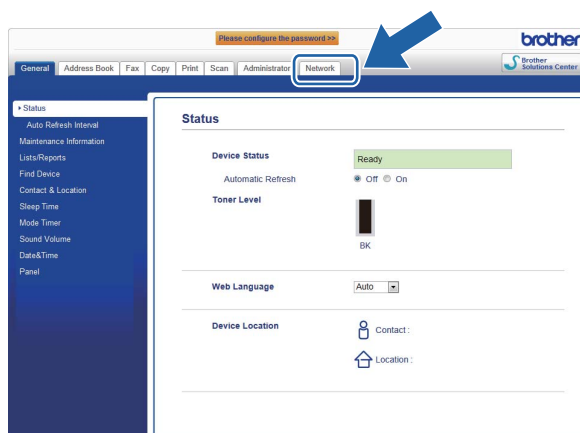 Please configure the password >>
brother
General Address Book Fax Copy Print Scan Administrator Network
Brother
Solutions Center
Status
Auto Refresh Interval
Maintenance Information
Lists/Reports
Find Device
Contact & Location
Sleep Time
Mode Timer
Sound Volume
Date&Time
Panel
Status
Device Status Ready
Automatic Refresh Off On
Toner Level
BK
Web Language Auto
Device Location Contact :
Location :